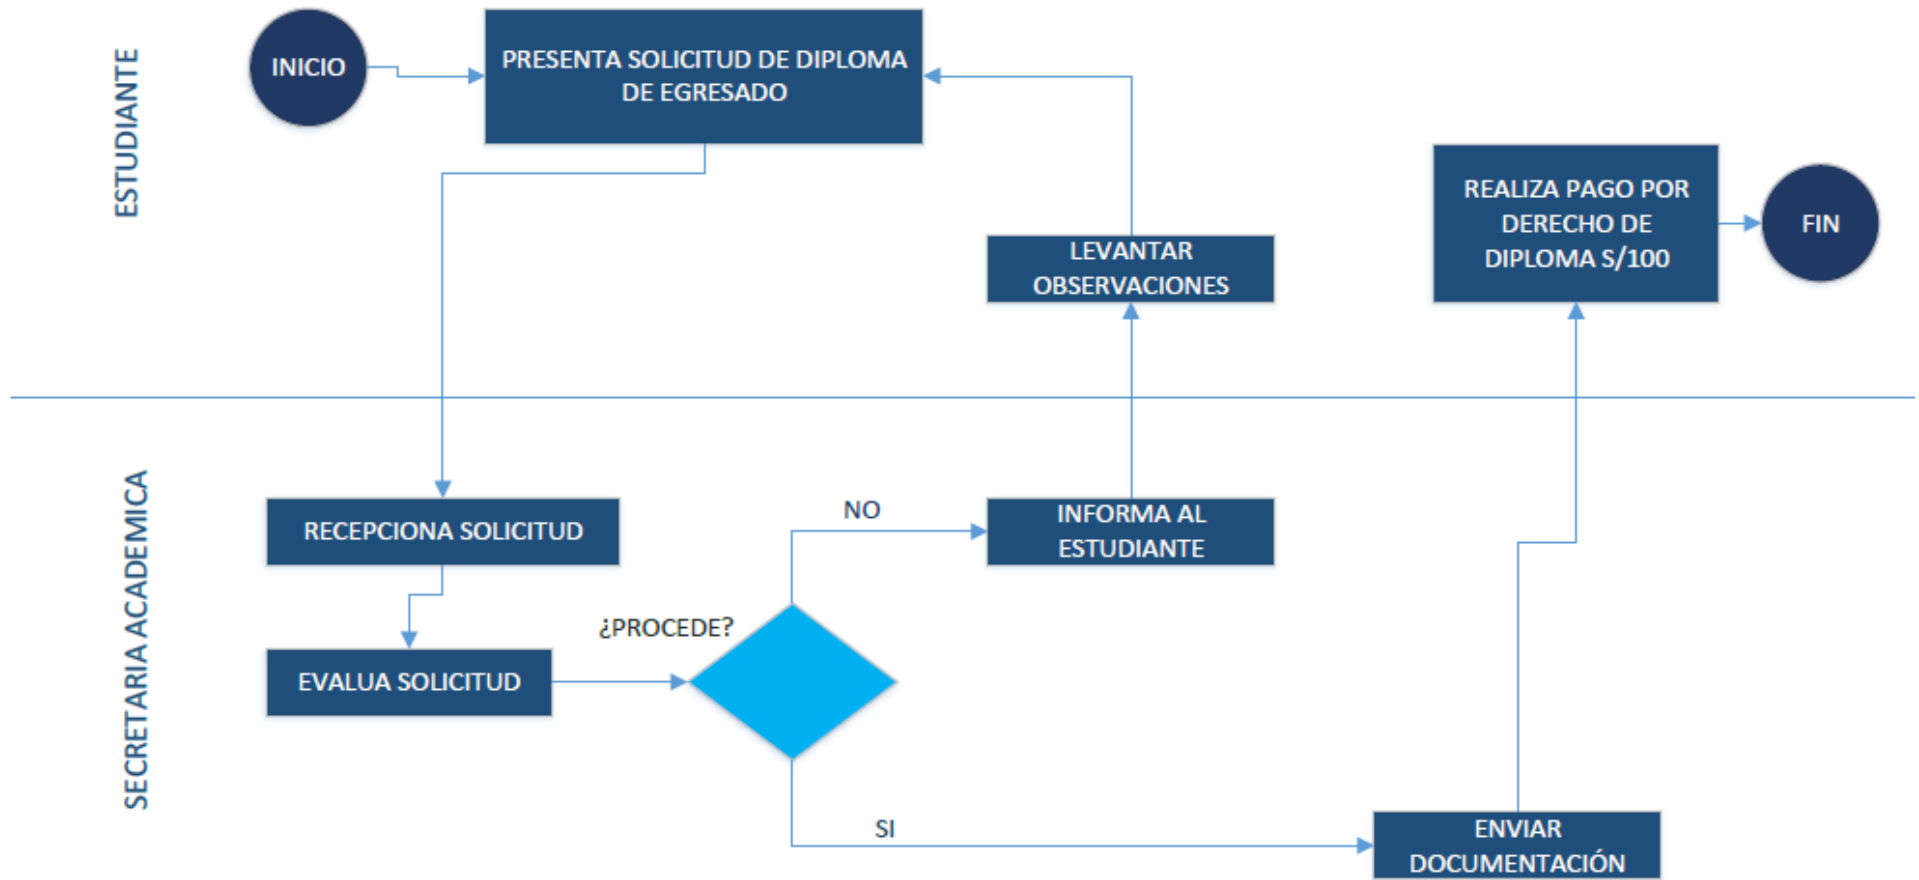 ESTUDIANTE
INICIO
PRESENTA SOLICITUD DE DIPLOMA
DE EGRESADO
LEVANTAR
OBSERVACIONES
REALIZA PAGO POR
DERECHO DE
DIPLOMA S/100
FIN
SECRETARIA ACADEMICA
RECEPCIONA SOLICITUD
EVALUA SOLICITUD
¿PROCEDE?
NO
INFORMA AL
ESTUDIANTE
SI
ENVIAR
DOCUMENTACIÓN